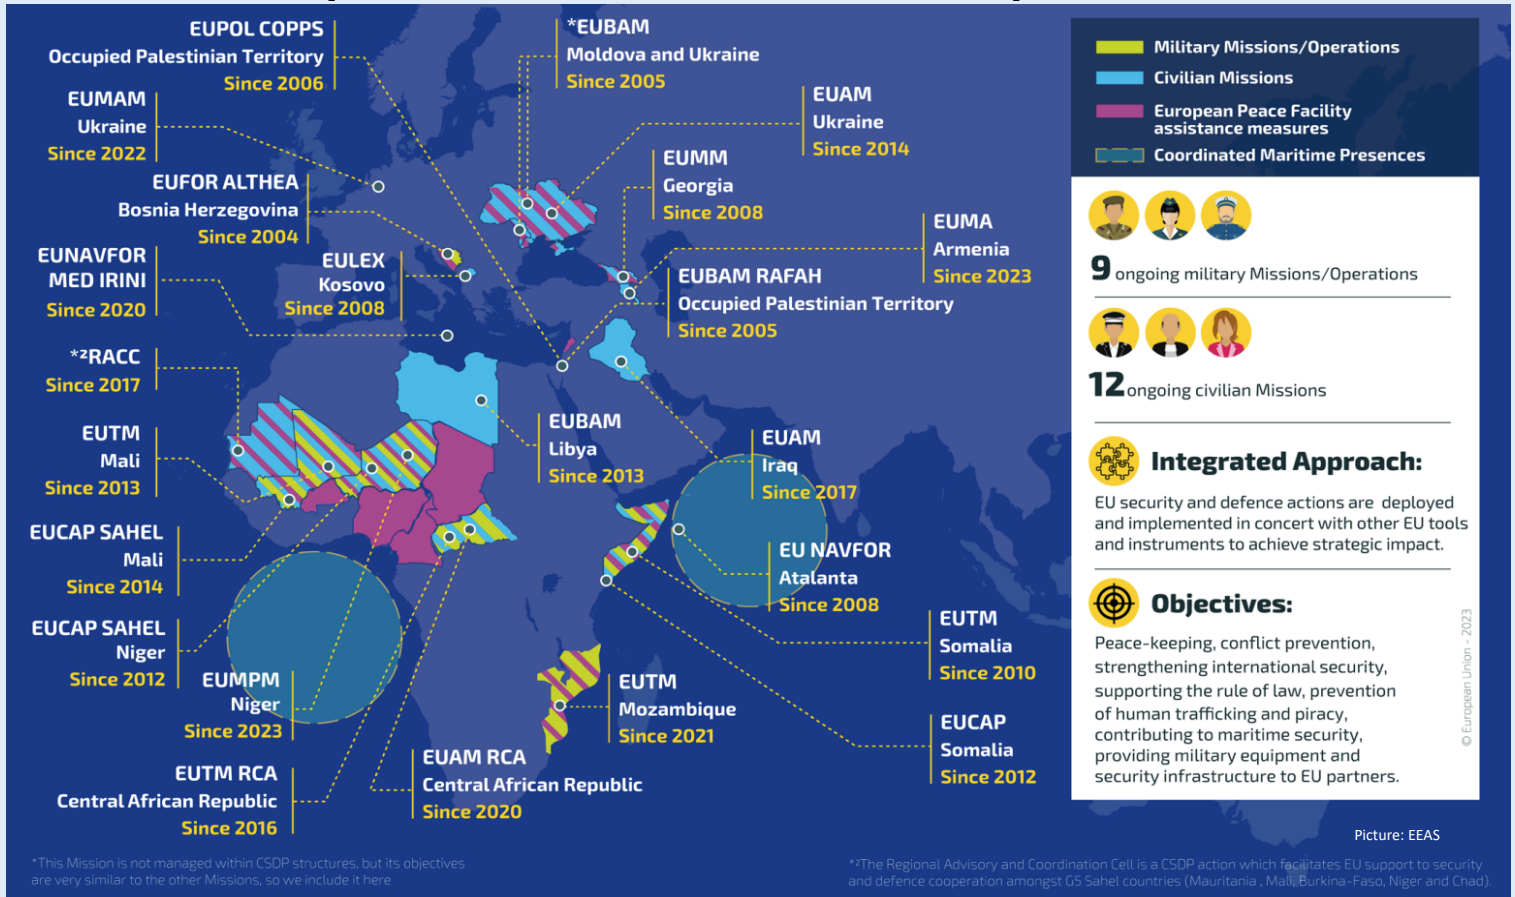 EUPOL COPPS
Occupied Palestinian Territory
Since 2006
*EUBAM
Moldova and Ukraine
Since 2005
EUMAM
Ukraine
Since 2022
EUAM
Ukraine
Since 2014
EUFOR ALTHEA
Bosnia Herzegovina
Since 2004
EUMM
Georgia
Since 2008
EUMA
Armenia
Since 2023
EUNAVFOR
MED IRINI
Since 2020
EULEX
Kosovo
Since 2008
EUBAM RAFAH
Occupied Palestinian Territory
Since 2005
*²RACC
Since 2017
EUTM
Mali
Since 2013
EUBAM
Libya
Since 2013
EUAM
Iraq
Since 2017
EUCAP SAHEL
Mali
Since 2014
EU NAVFOR
Atalanta
Since 2008
EUCAP SAHEL
Niger
Since 2012
EUTM
Somalia
Since 2010
EUMPM
Niger
Since 2023
EUTM
Mozambique
Since 2021
EUCAP
Somalia
Since 2012
EUTM RCA
Central African Republic
Since 2016
EUAM RCA
Central African Republic
Since 2020
Military Missions/Operations
Civilian Missions
European Peace Facility
assistance measures
Coordinated Maritime Presences
9 ongoing military Missions/Operations
12 ongoing civilian Missions
Integrated Approach:
EU security and defence actions are deployed
and implemented in concert with other EU tools
and instruments to achieve strategic impact.
Objectives:
Peace-keeping, conflict prevention,
strengthening international security,
supporting the rule of law, prevention
of human trafficking and piracy,
contributing to maritime security,
providing military equipment and
security infrastructure to EU partners.
© European Union - 2023
Picture: EEAS
*This Mission is not managed within CSDP structures, but its objectives
are very similar to the other Missions, so we include it here
*²The Regional Advisory and Coordination Cell is a CSDP action which facilitates EU support to security
and defence cooperation amongst G5 Sahel countries (Mauritania , Mali, Burkina-Faso, Niger and Chad).